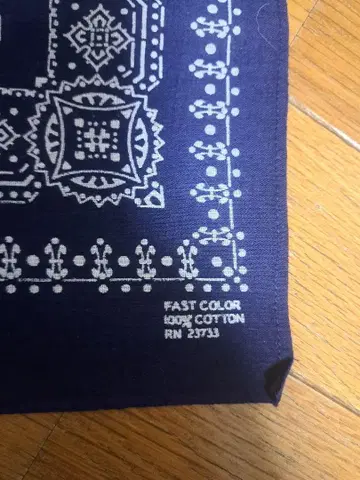 FAST COLOR
100% COTTON
RN 23733